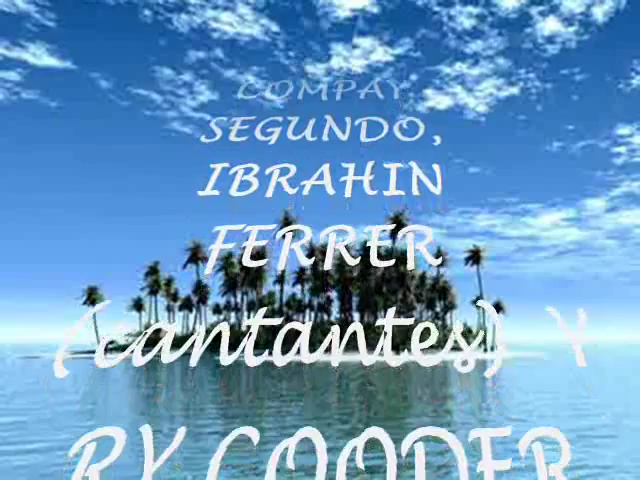 COMPAY
SEGUNDO,
IBRAHIN
FERRER
(cantantes) Y
RY COODER